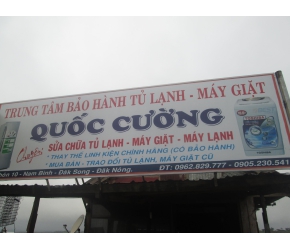 TRUNG TÂM BẢO HÀNH TỦ LẠNH - MÁY GIẶT
QUỐC CƯỜNG
Chuyên:
SỬA CHỮA TỦ LẠNH - MÁY GIẶT - MÁY LẠNH
* THAY THẾ LINH KIỆN CHÍNH HÃNG (CÓ BẢO HÀNH)
* MUA BÁN - TRAO ĐỔI TỦ LẠNH, MÁY GIẶT CŨ
10 - Nam Bình - Đăk Song - Đăk Nông.
ĐT: 0962.829.777 - 0905.230.541